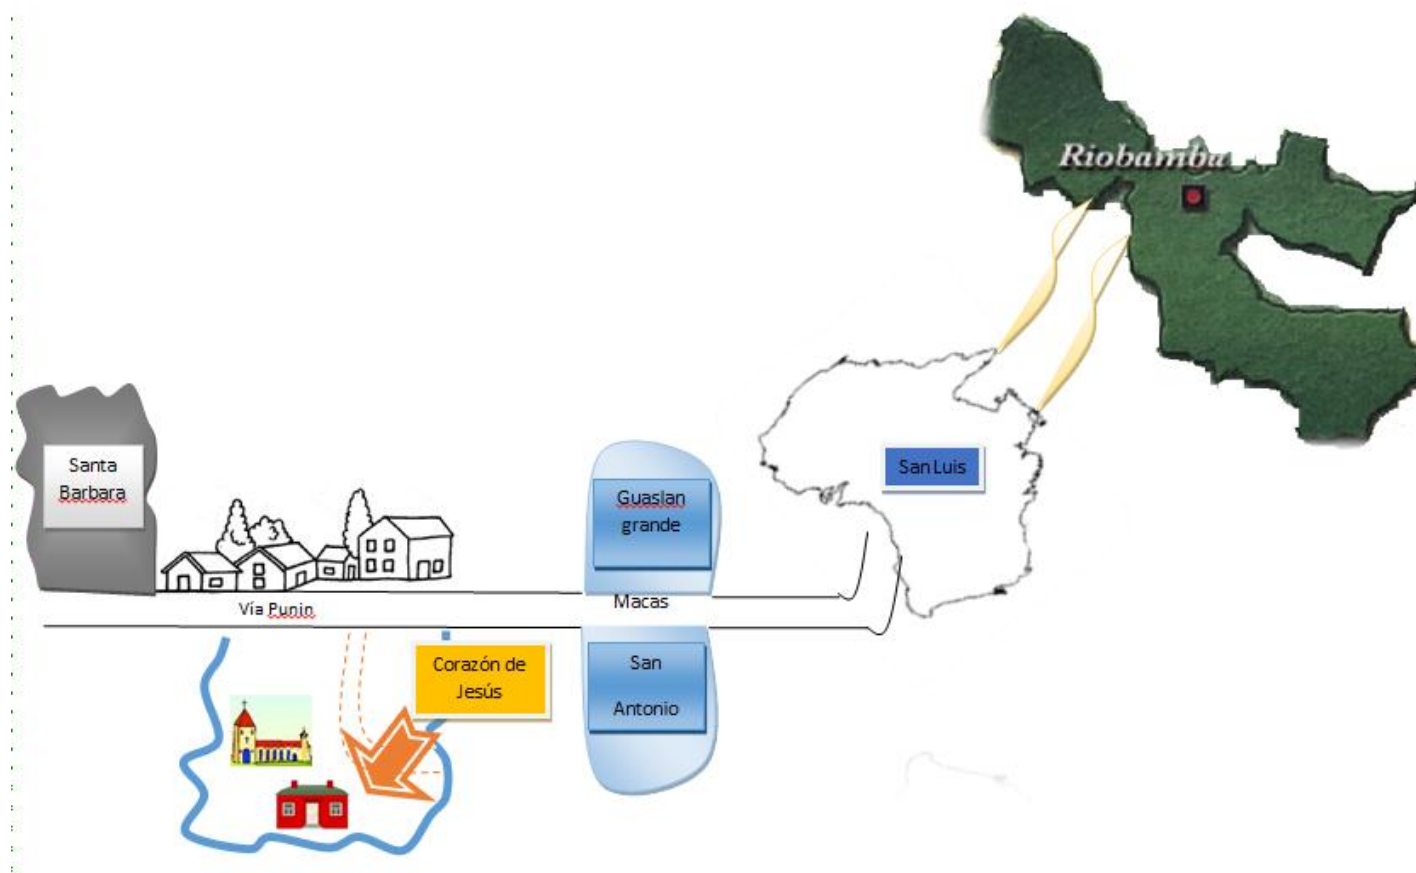 Riobamba
San Luis
Santa
Barbara
Guaslan
grande
Vía Punin
Macas
Corazón de
Jesús
San
Antonio